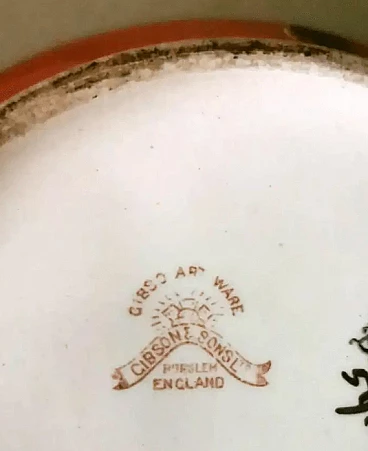 GIBSO ART WARE
GIBSON & SONS LTD
BURSLEM
ENGLAND